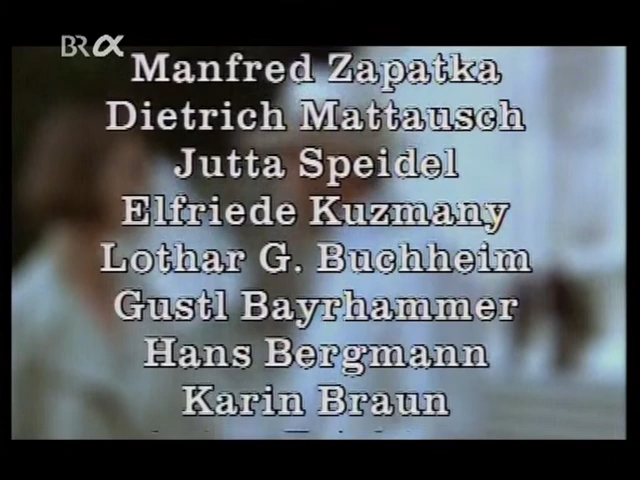 BRα
Manfred Zapatka
Dietrich Mattausch
Jutta Speidel
Elfriede Kuzmany
Lothar G. Buchheim
Gustl Bayrhammer
Hans Bergmann
Karin Braun